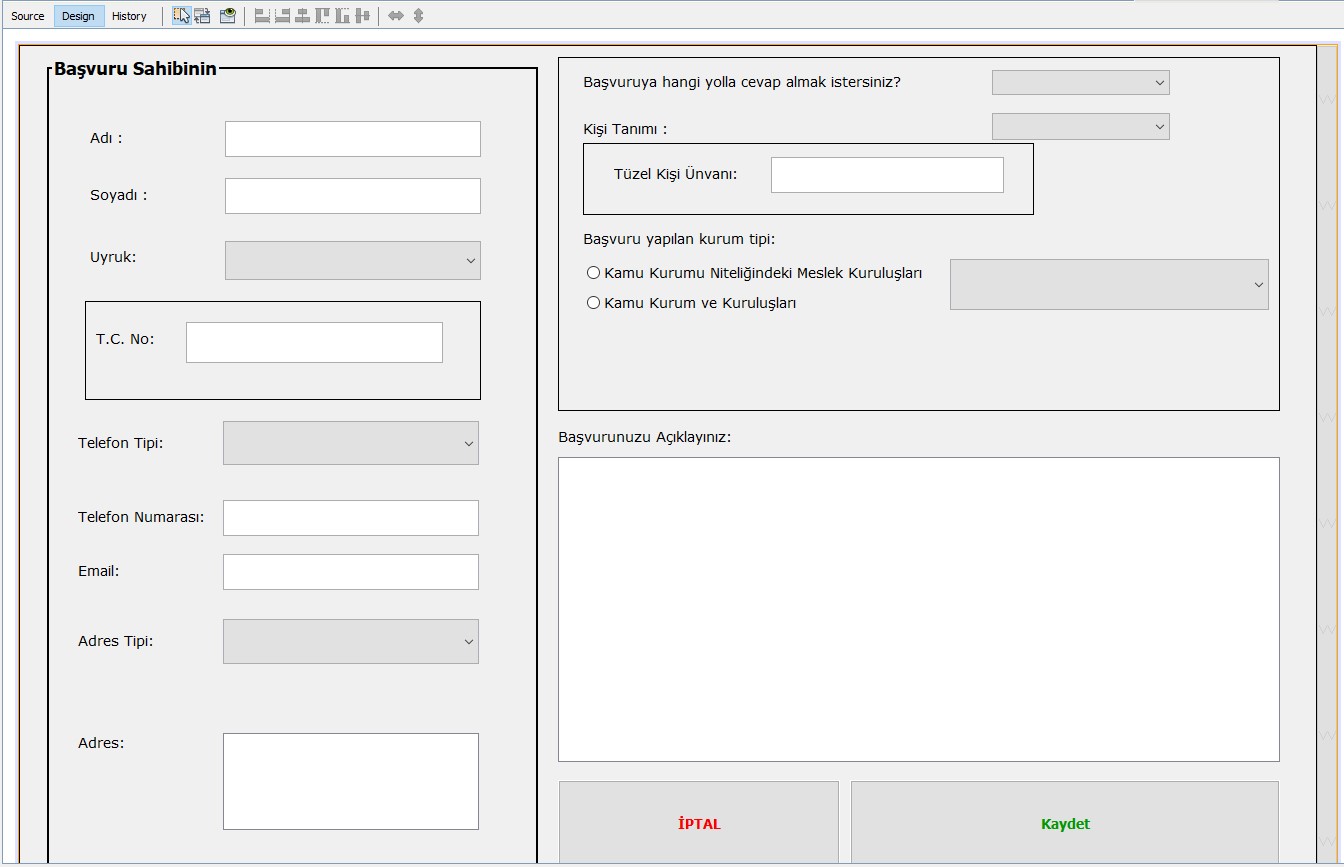 Source Design History
Başvuru Sahibinin
Adı :
Soyadı :
Uyruk:
T.C. No:
Telefon Tipi:
Telefon Numarası:
Email:
Adres Tipi:
Adres:
Başvuruya hangi yolla cevap almak istersiniz?
Kişi Tanımı :
Tüzel Kişi Ünvanı:
Başvuru yapılan kurum tipi:
Kamu Kurumu Niteliğindeki Meslek Kuruluşları
Kamu Kurum ve Kuruluşları
Başvurunuzu Açıklayınız:
İPTAL Kaydet